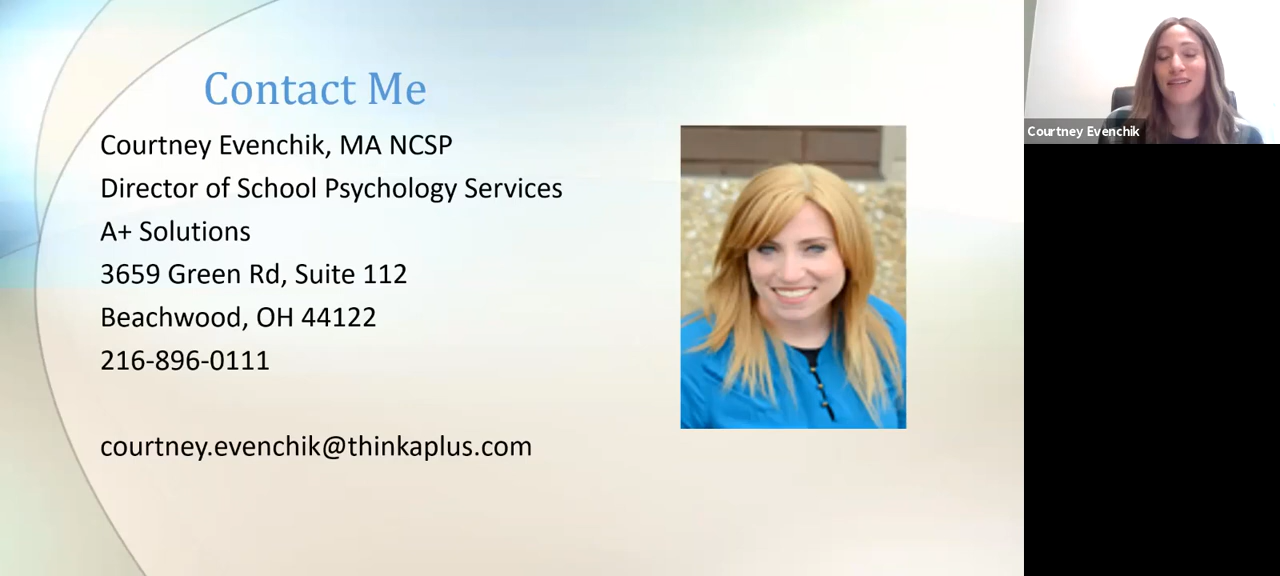 Contact Me
Courtney Evenchik, MA NCSP
Director of School Psychology Services
A+ Solutions
3659 Green Rd, Suite 112
Beachwood, OH 44122
216-896-0111
courtney.evenchik@thinkaplus.com
Courtney Evenchik